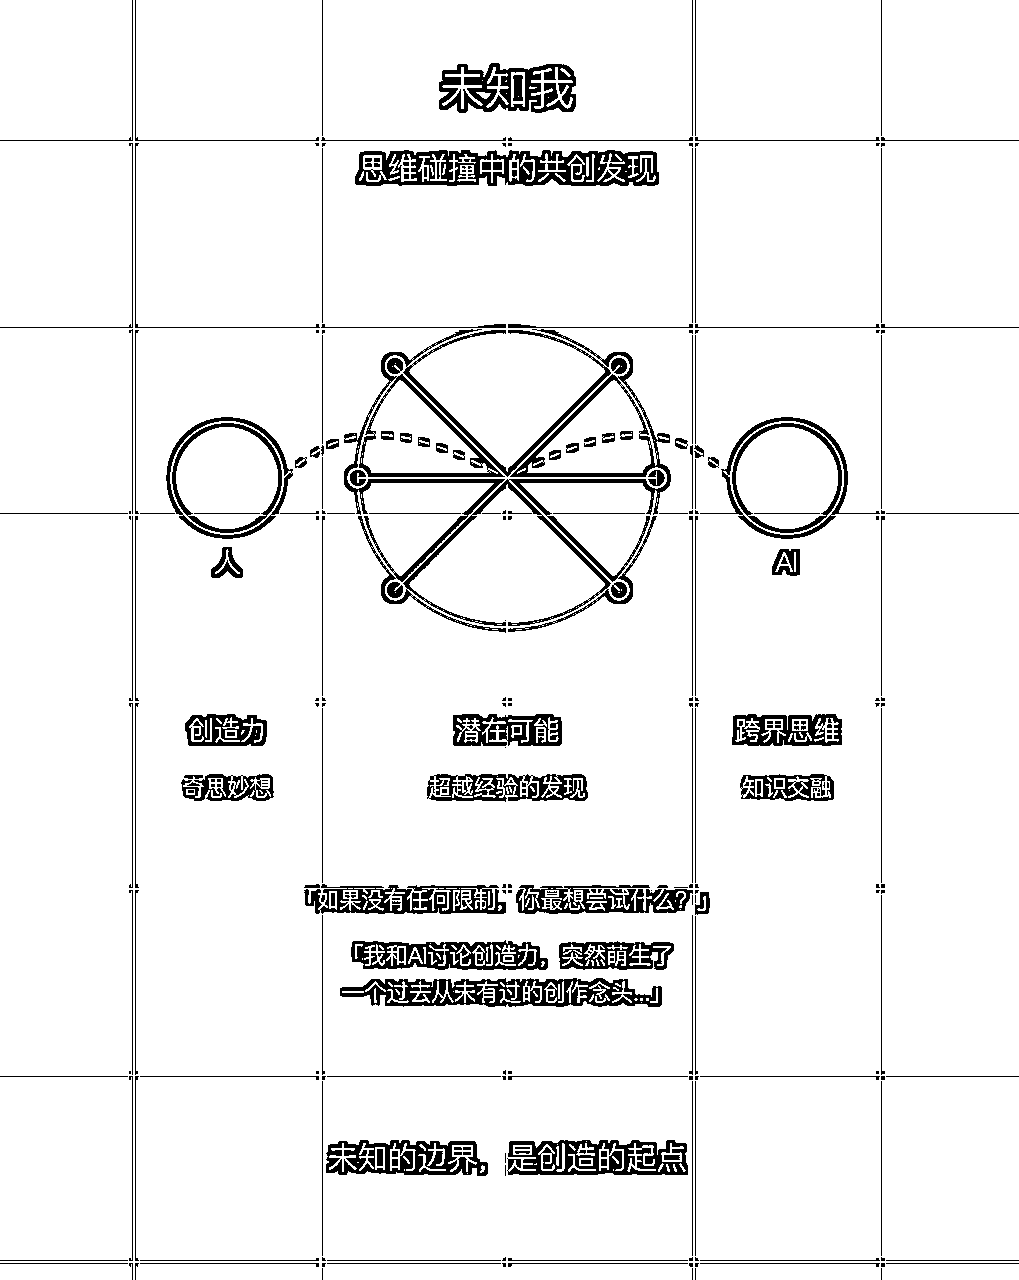 未知我
思维碰撞中的共创发现
人
AI
创造力
潜在可能
跨界思维
奇思妙想
超越经验的发现
知识交融
「如果没有任何限制，你最想尝试什么？」
「我和AI讨论创造力，突然萌生了
一个过去从未有过的创作念头...」
未知的边界，是创造的起点